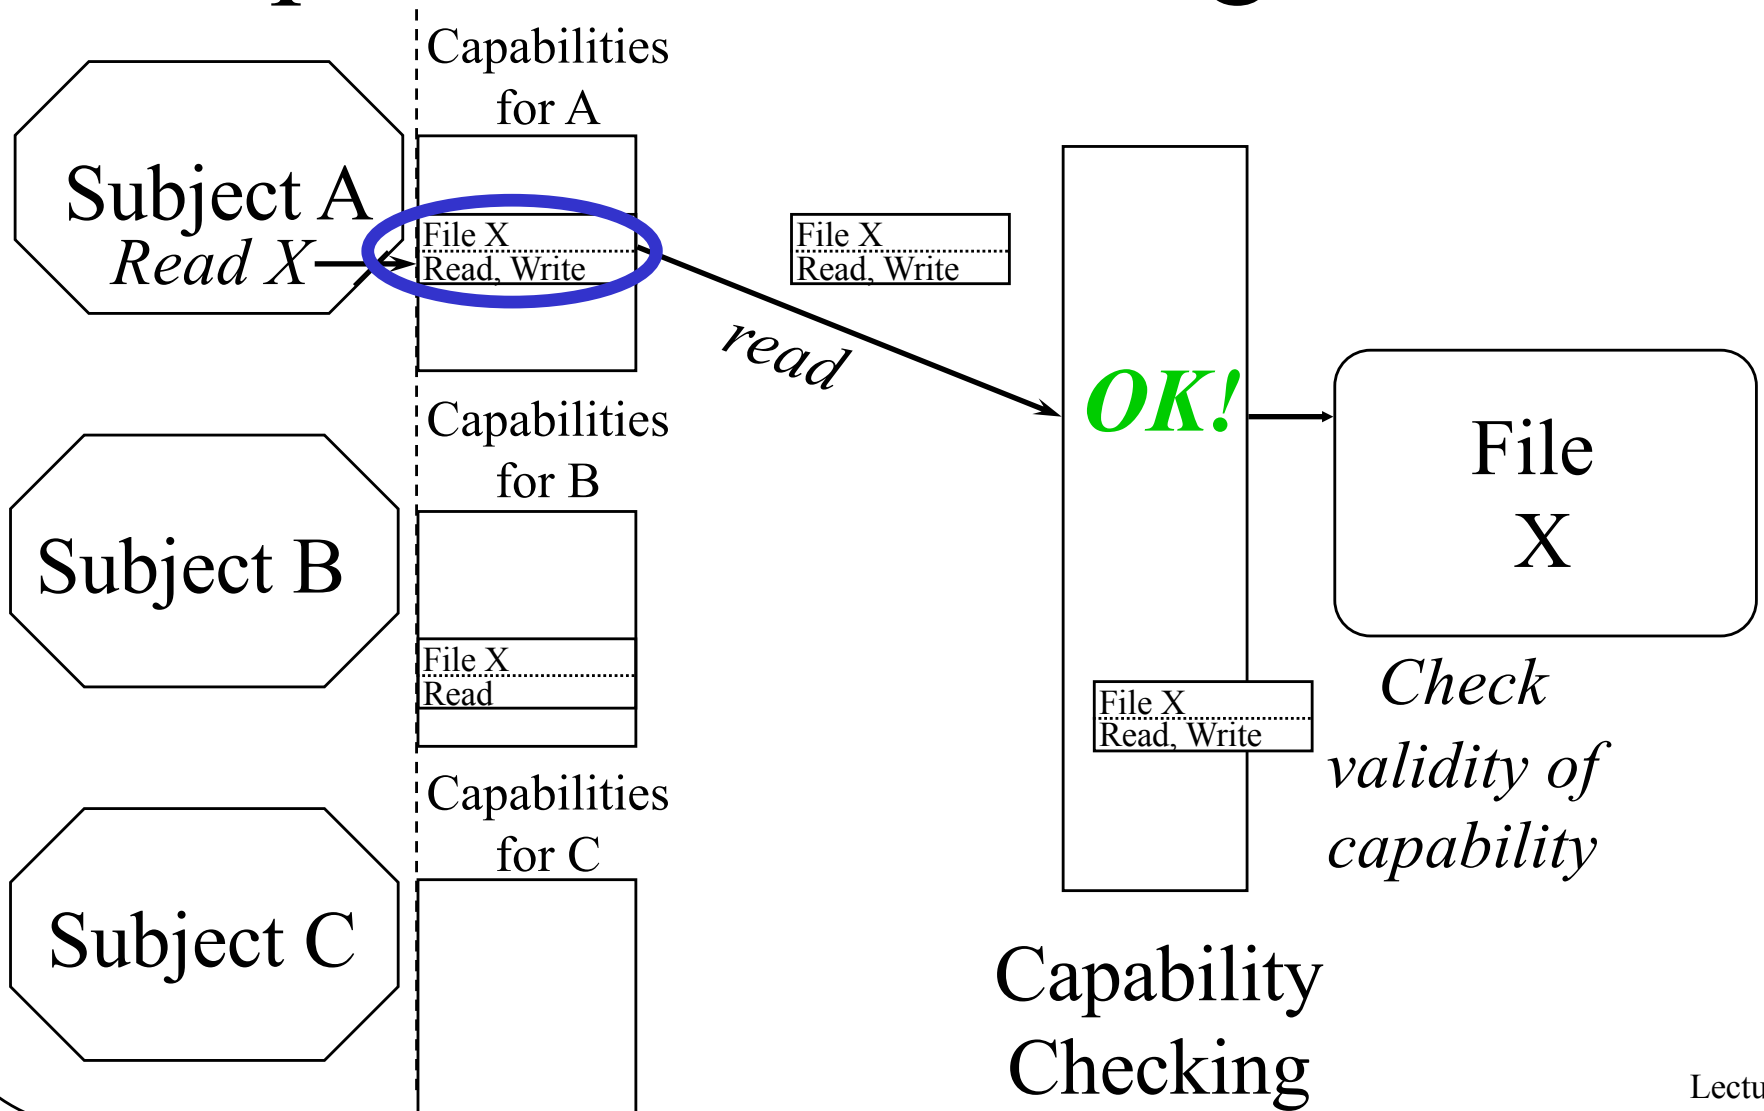 Capabilities
for A
Subject A
Read X
File X
Read, Write
File X
Read, Write
read
OK!
File
X
Capabilities
for B
Subject B
File X
Read
File X
Read, Write
Check
validity of
capability
Capabilities
for C
Subject C
Capability
Checking